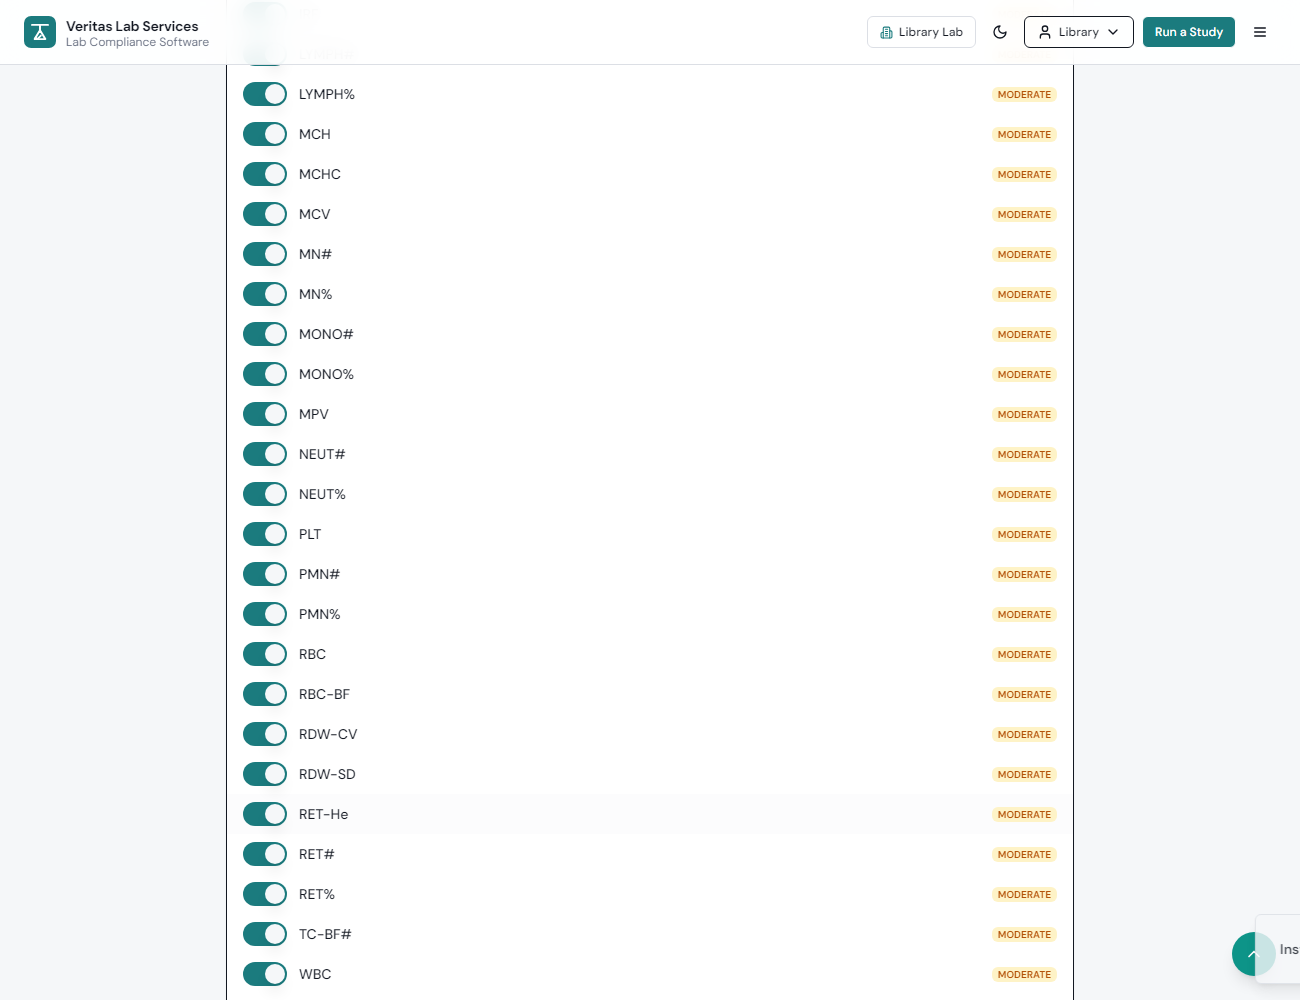 Veritas Lab Services
Lab Compliance Software
Library Lab
Library
Run a Study
LYMPH% MODERATE
MCH MODERATE
MCHC MODERATE
MCV MODERATE
MN# MODERATE
MN% MODERATE
MONO# MODERATE
MONO% MODERATE
MPV MODERATE
NEUT# MODERATE
NEUT% MODERATE
PLT MODERATE
PMN# MODERATE
PMN% MODERATE
RBC MODERATE
RBC-BF MODERATE
RDW-CV MODERATE
RDW-SD MODERATE
RET-He MODERATE
RET# MODERATE
RET% MODERATE
TC-BF# MODERATE
WBC MODERATE